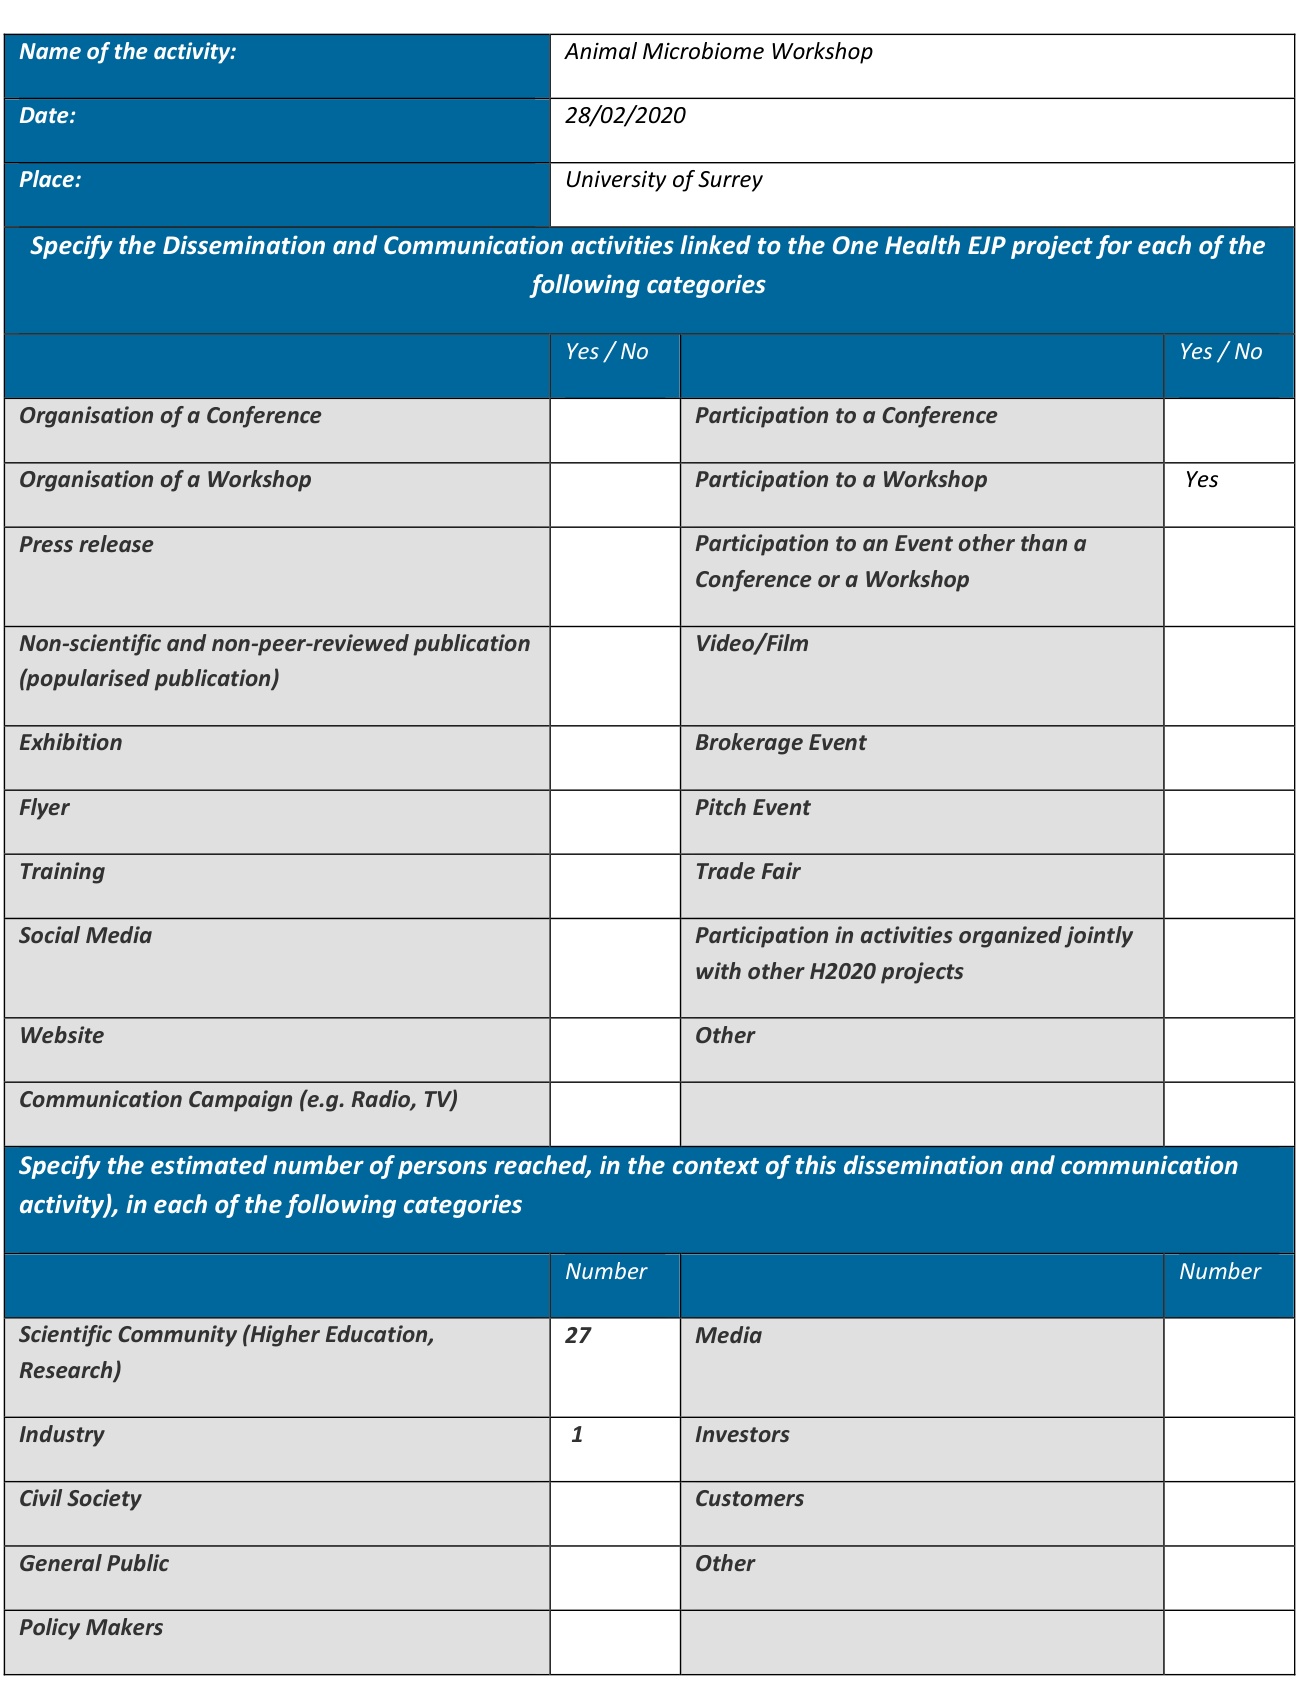 Name of the activity: Animal Microbiome Workshop
Date: 28/02/2020
Place: University of Surrey
Specify the Dissemination and Communication activities linked to the One Health EJP project for each of the
following categories
Yes / No Yes / No
Organisation of a Conference Participation to a Conference
Organisation of a Workshop Participation to a Workshop Yes
Press release Participation to an Event other than a
Conference or a Workshop
Non-scientific and non-peer-reviewed publication Video/Film
(popularised publication)
Exhibition Brokerage Event
Flyer Pitch Event
Training Trade Fair
Social Media Participation in activities organized jointly
with other H2020 projects
Website Other
Communication Campaign (e.g. Radio, TV)
Specify the estimated number of persons reached, in the context of this dissemination and communication
activity), in each of the following categories
Number Number
Scientific Community (Higher Education, 27 Media
Research)
Industry 1 Investors
Civil Society Customers
General Public Other
Policy Makers